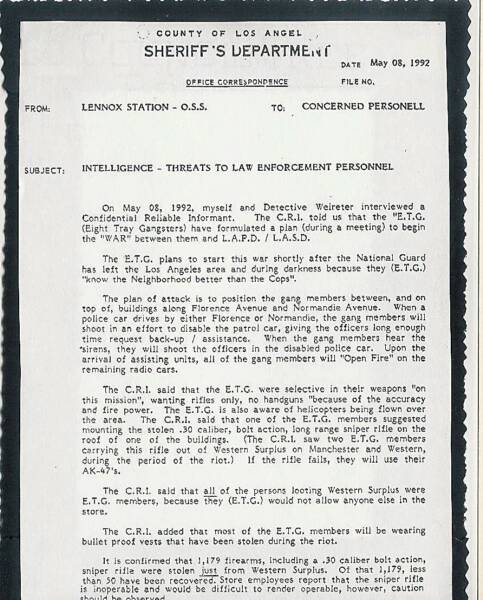 COUNTY OF LOS ANGEL
SHERIFF'S DEPARTMENT
DATE May 08, 1992
OFFICE CORRESPONDENCE
FILE NO.
FROM: LENNOX STATION - O.S.S. TO: CONCERNED PERSONELL
SUBJECT: INTELLIGENCE - THREATS TO LAW ENFORCEMENT PERSONNEL
On May 08, 1992, myself and Detective Welreter interviewed a
Confidential Reliable Informant. The C.R.I. told us that the "E.T.G.
(Eight Tray Gangsters) have formulated a plan (during a meeting) to begin
the "WAR" between them and L.A.P.D. / L.A.S.D.
The E.T.G. plans to start this war shortly after the National Guard
has left the Los Angeles area and during darkness because they (E.T.G.)
"know the Neighborhood better than the Cops".
The plan of attack is to position the gang members between, and on
top of, buildings along Florence Avenue and Normandie Avenue. When a
police car drives by either Florence or Normandie, the gang members will
shoot in an effort to disable the patrol car, giving the officers long enough
time request back-up / assistance. When the gang members hear the
sirens, they will shoot the officers in the disabled police car. Upon the
arrival of assisting units, all of the gang members will "Open Fire" on the
remaining radio cars.
The C.R.I. said that the E.T.G. were selective in their weapons "on
this mission", wanting rifles only, no handguns "because of the accuracy
and fire power. The E.T.G. is also aware of helicopters being flown over
the area. The C.R.I. said that one of the E.T.G. members suggested
mounting the stolen .30 caliber, bolt action, long range sniper rifle on the
roof of one of the buildings. (The C.R.I. saw two E.T.G. members
carrying this rifle out of Western Surplus on Manchester and Western,
during the period of the riot.) If the rifle fails, they will use their
AK-47's.
The C.R.I. said that all of the persons looting Western Surplus were
E.T.G. members, because they (E.T.G.) would not allow anyone else in the
store.
The C.R.I. added that most of the E.T.G. members will be wearing
bullet proof vests that have been stolen during the riot.
It is confirmed that 1,179 firearms, including a .30 caliber bolt action,
sniper rifle were stolen just from Western Surplus. Of that 1,179, less
than 50 have been recovered. Store employees report that the sniper rifle
is inoperable and would be difficult to render operable, however, caution
should be observed